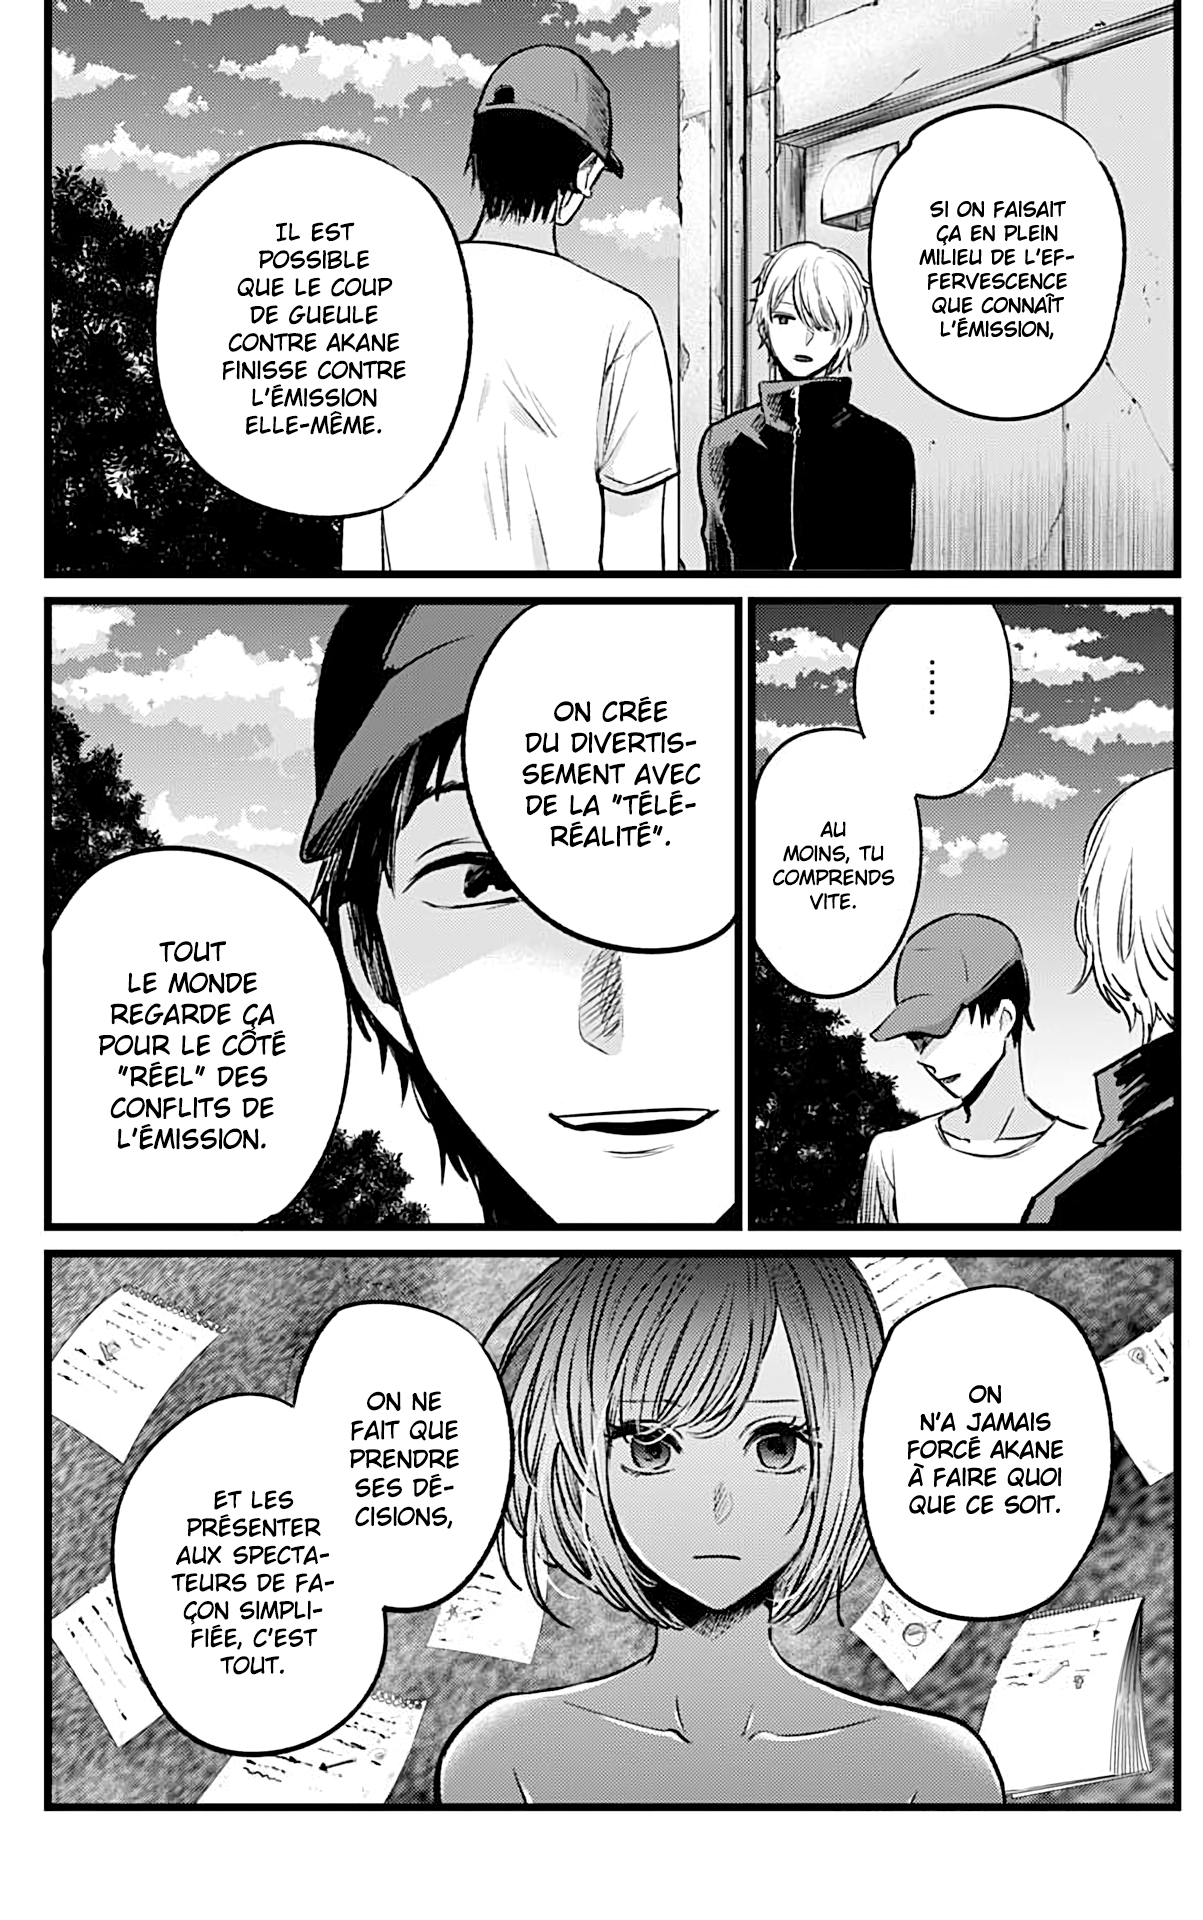 SI ON FAISAIT
ÇA EN PLEIN
MILIEU DE L'EF-
FERVESCENCE
QUE CONNAÎT
L'ÉMISSION,
IL EST
POSSIBLE
QUE LE COUP
DE GUEULE
CONTRE AKANE
FINISSE CONTRE
L'ÉMISSION
ELLE-MÊME.
......
AU
MOINS, TU
COMPRENDS
VITE.
ON CRÉE
DU DIVERTIS-
SEMENT AVEC
DE LA "TÉLÉ-
RÉALITÉ".
TOUT
LE MONDE
REGARDE ÇA
POUR LE CÔTÉ
"RÉEL" DES
CONFLITS DE
L'ÉMISSION.
ON
N'A JAMAIS
FORCÉ AKANE
À FAIRE QUOI
QUE CE SOIT.
ON NE
FAIT QUE
PRENDRE
SES DÉ-
CISIONS,
ET LES
PRÉSENTER
AUX SPECTA-
TEURS DE FA-
ÇON SIMPLI-
FIÉE, C'EST
TOUT.